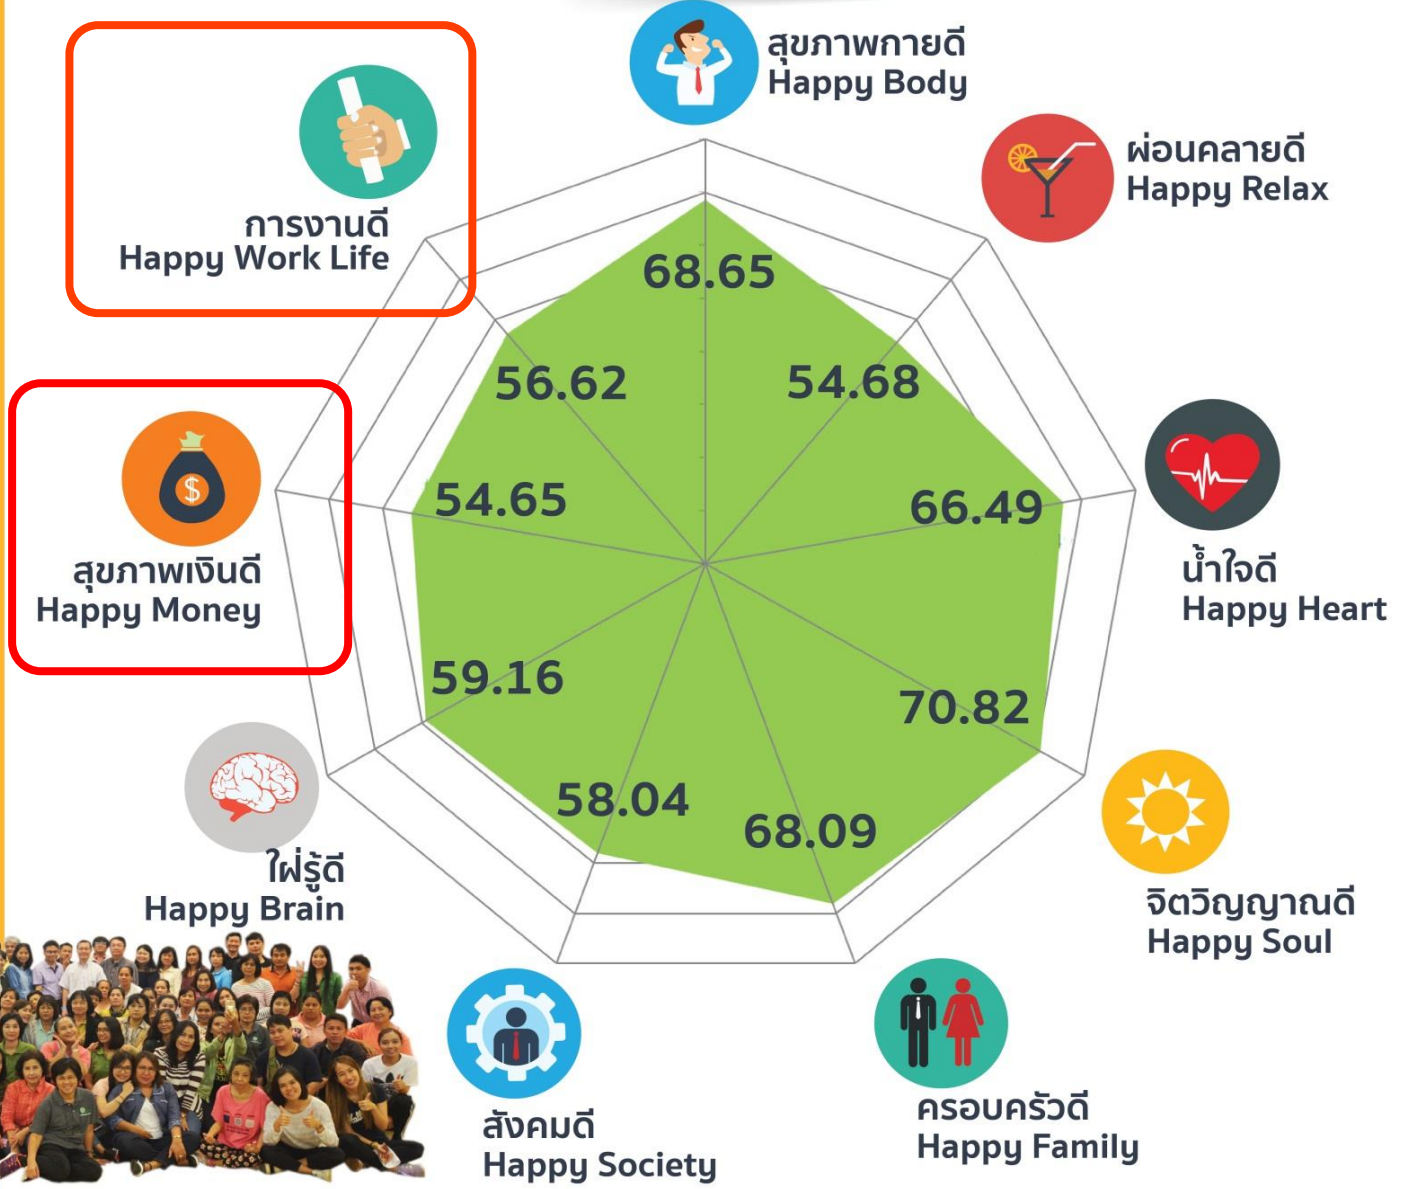 สุขภาพกายดี
Happy Body
ผ่อนคลายดี
Happy Relax
การงานดี
Happy Work Life
68.65
56.62
54.68
54.65
66.49
น้ำใจดี
Happy Heart
สุขภาพเงินดี
Happy Money
59.16
70.82
58.04
68.09
ใฝ่รู้ดี
Happy Brain
จิตวิญญาณดี
Happy Soul
ครอบครัวดี
Happy Family
สังคมดี
Happy Society
$